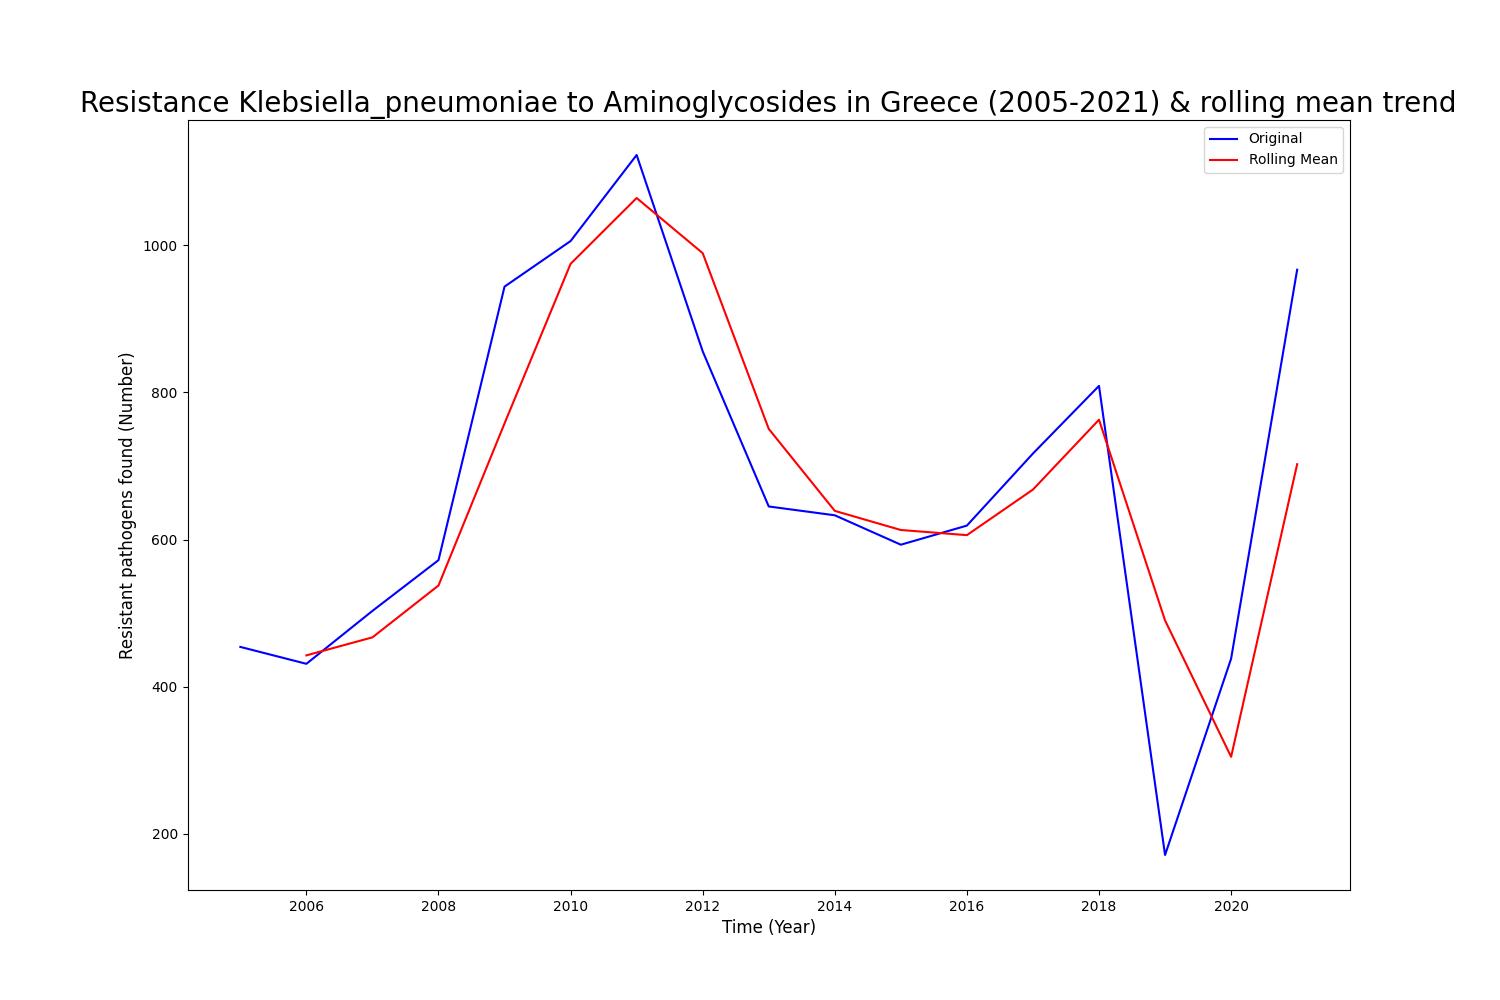 Resistance Klebsiella_pneumoniae to Aminoglycosides in Greece (2005-2021) & rolling mean trend
Original
Rolling Mean
1000
800
600
400
200
Resistant pathogens found (Number)
2006 2008 2010 2012 2014 2016 2018 2020
Time (Year)